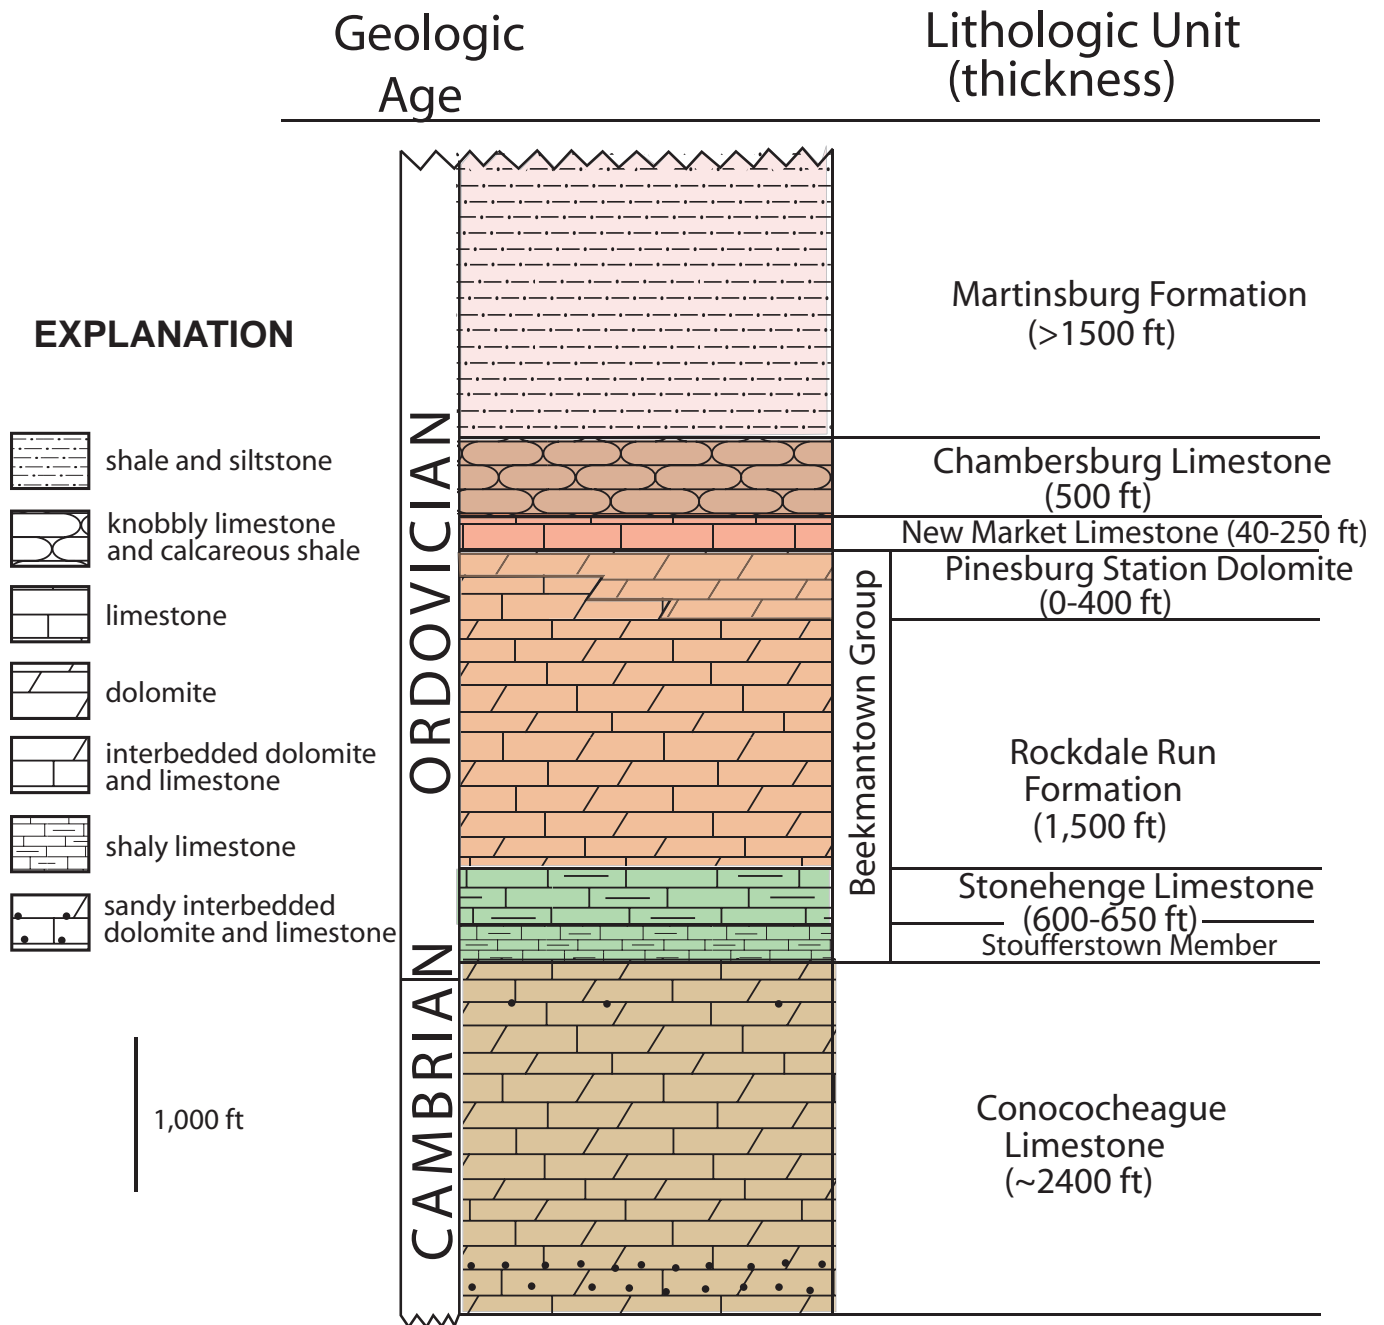 Geologic
Age
Lithologic Unit
(thickness)
EXPLANATION
shale and siltstone
knobbly limestone
and calcareous shale
limestone
dolomite
interbedded dolomite
and limestone
shaly limestone
sandy interbedded
dolomite and limestone
1,000 ft
ORDOVICIAN
CAMBRIAN
Martinsburg Formation
(>1500 ft)
Chambersburg Limestone
(500 ft)
New Market Limestone (40-250 ft)
Beekmantown Group
Pinesburg Station Dolomite
(0-400 ft)
Rockdale Run
Formation
(1,500 ft)
Stonehenge Limestone
(600-650 ft)
Stoufferstown Member
Conococheague
Limestone
(~2400 ft)